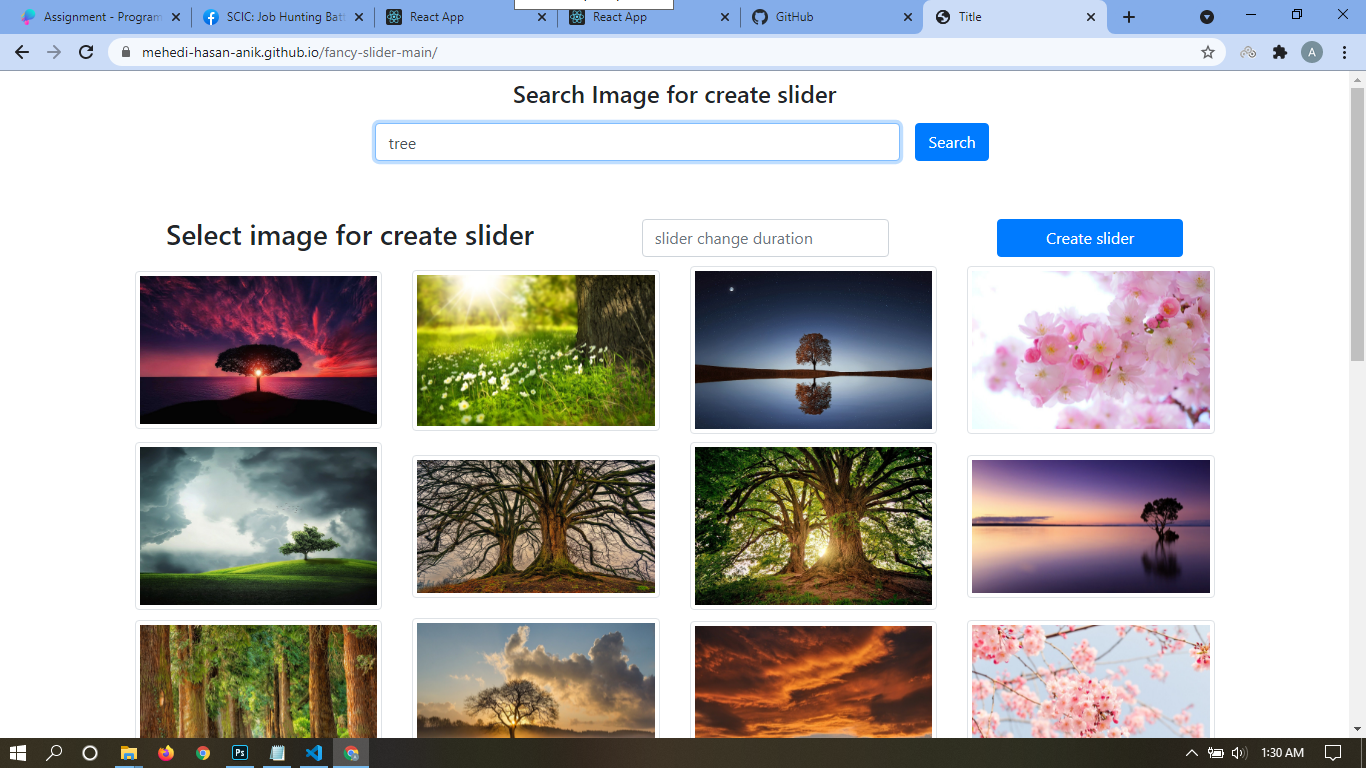 Assignment - Program
SCIC: Job Hunting Batt
React App
React App
GitHub
Title
mehedi-hasan-anik.github.io/fancy-slider-main/
A
Search Image for create slider
tree
Search
Select image for create slider
slider change duration
Create slider
Ps
1:30 AM